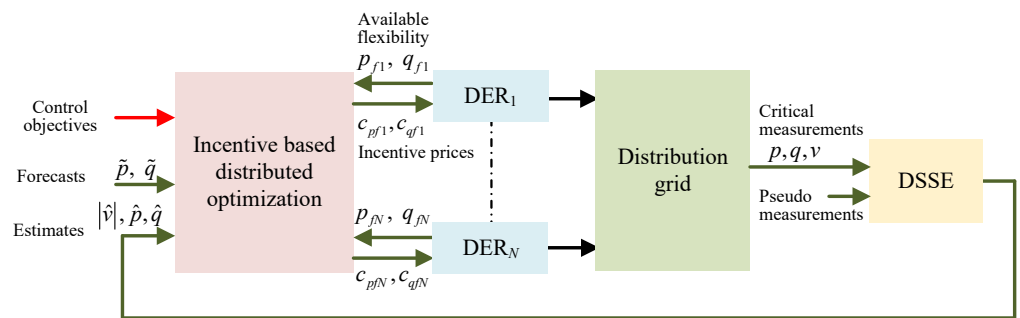 Control
objectives
Forecasts
p̃, q̃
Estimates
|v̂|, p̂, q̂
Incentive based
distributed
optimization
Available
flexibility
p_{f1}, q_{f1}
c_{pf1}, c_{qf1}
Incentive prices
p_{fN}, q_{fN}
c_{pfN}, c_{qfN}
DER₁
DER_N
Distribution
grid
Critical
measurements
p, q, v
Pseudo
measurements
DSSE